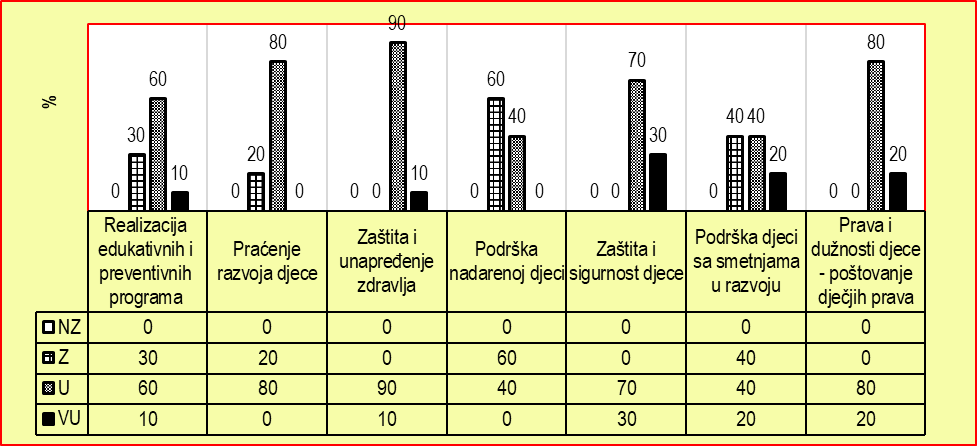 %
0 30 60 10 0 20 80 0 0 0 90 10 0 60 40 0 0 0 70 30 0 40 40 20 0 0 80 20
Realizacija
edukativnih i
preventivnih
programa
Praćenje
razvoja djece
Zaštita i
unapređenje
zdravlja
Podrška
nadarenoj djeci
Zaštita i
sigurnost djece
Podrška djeci
sa smetnjama
u razvoju
Prava i
dužnosti djece
- poštovanje
dječjih prava
NZ 0 0 0 0 0 0 0
Z 30 20 0 60 0 40 0
U 60 80 90 40 70 40 80
VU 10 0 10 0 30 20 20